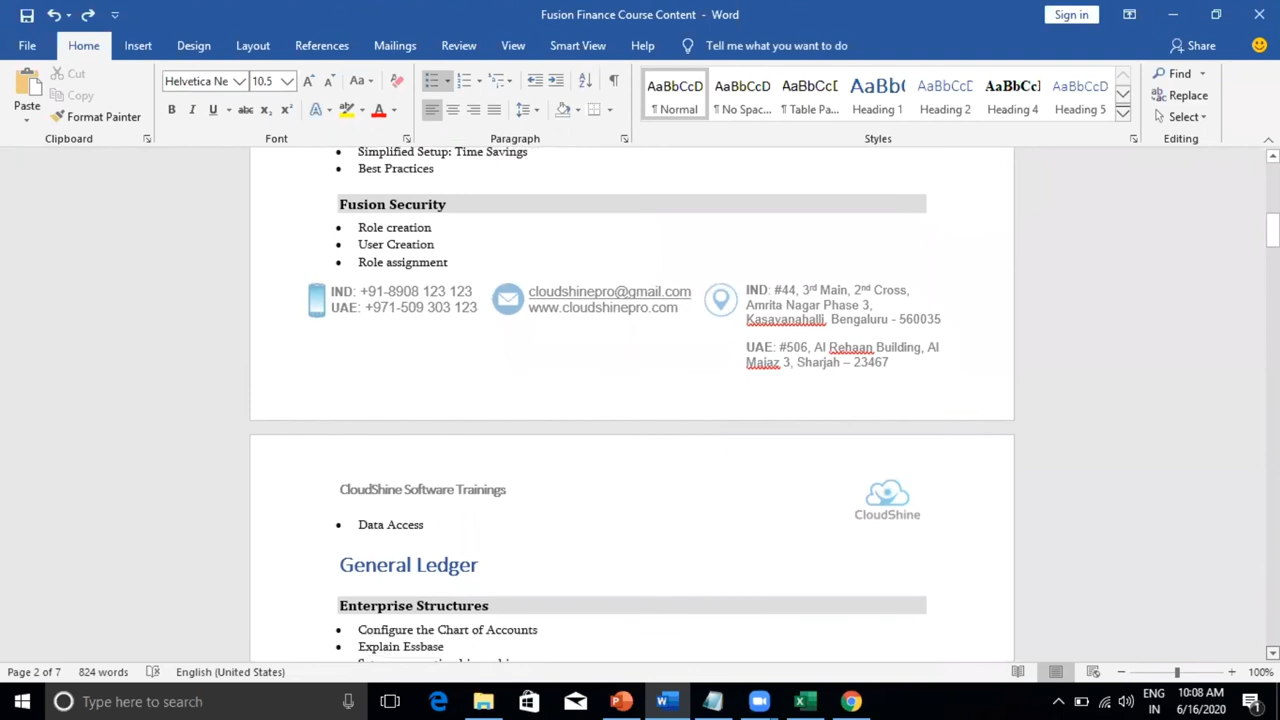 Fusion Finance Course Content - Word
Sign in
File Home Insert Design Layout References Mailings Review View Smart View Help Tell me what you want to do Share
Paste
Cut
Copy
Format Painter
Helvetica Ne 10.5
Find
Replace
Select
AaBbCcD AaBbCcD AaBbCcD AaBbC AaBbCcD AaBbCcD AaBbCcD
¶ Normal ¶ No Spac... ¶ Table Pa... Heading 1 Heading 2 Heading 4 Heading 5
Clipboard Font Paragraph Styles Editing
• Simplified Setup: Time Savings
• Best Practices
Fusion Security
• Role creation
• User Creation
• Role assignment
IND: +91-8908 123 123
UAE: +971-509 303 123
cloudshinepro@gmail.com
www.cloudshinepro.com
IND: #44, 3rd Main, 2nd Cross,
Amrita Nagar Phase 3,
Kasavanahalli, Bengaluru - 560035
UAE: #506, Al Rehaan Building, Al
Majaz 3, Sharjah – 23467
CloudShine Software Trainings
CloudShine
• Data Access
General Ledger
Enterprise Structures
• Configure the Chart of Accounts
• Explain Essbase
Page 2 of 7 824 words English (United States) 100%
Type here to search
ENG
IN
10:08 AM
6/16/2020